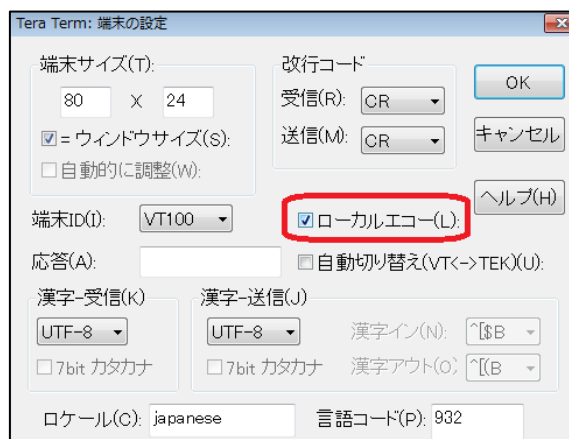 Tera Term: 端末の設定
端末サイズ(T):
80 X 24
= ウィンドウサイズ(S):
自動的に調整(W):
改行コード
受信(R): CR
送信(M): CR
OK
キャンセル
ヘルプ(H)
端末ID(I): VT100
ローカルエコー(L):
応答(A):
自動切り替え(VT<->TEK)(U):
漢字-受信(K)
UTF-8
7bit カタカナ
漢字-送信(J)
UTF-8
7bit カタカナ
漢字イン(N): ^[$B
漢字アウト(O) ^[(B
ロケール(C): japanese
言語コード(P): 932